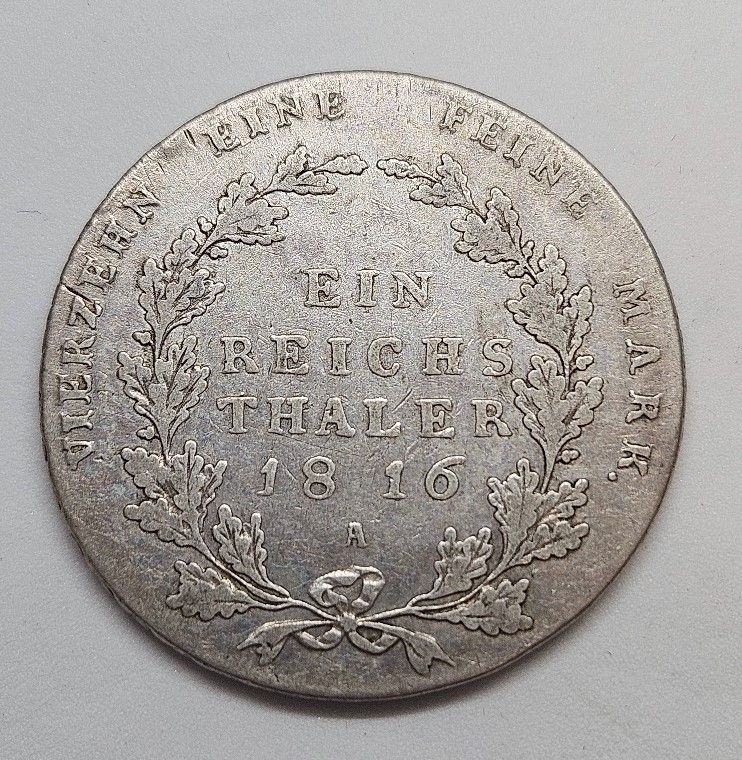 VIERZEHN EINE FEINE MARK.
EIN
REICHS
THALER
1816
A